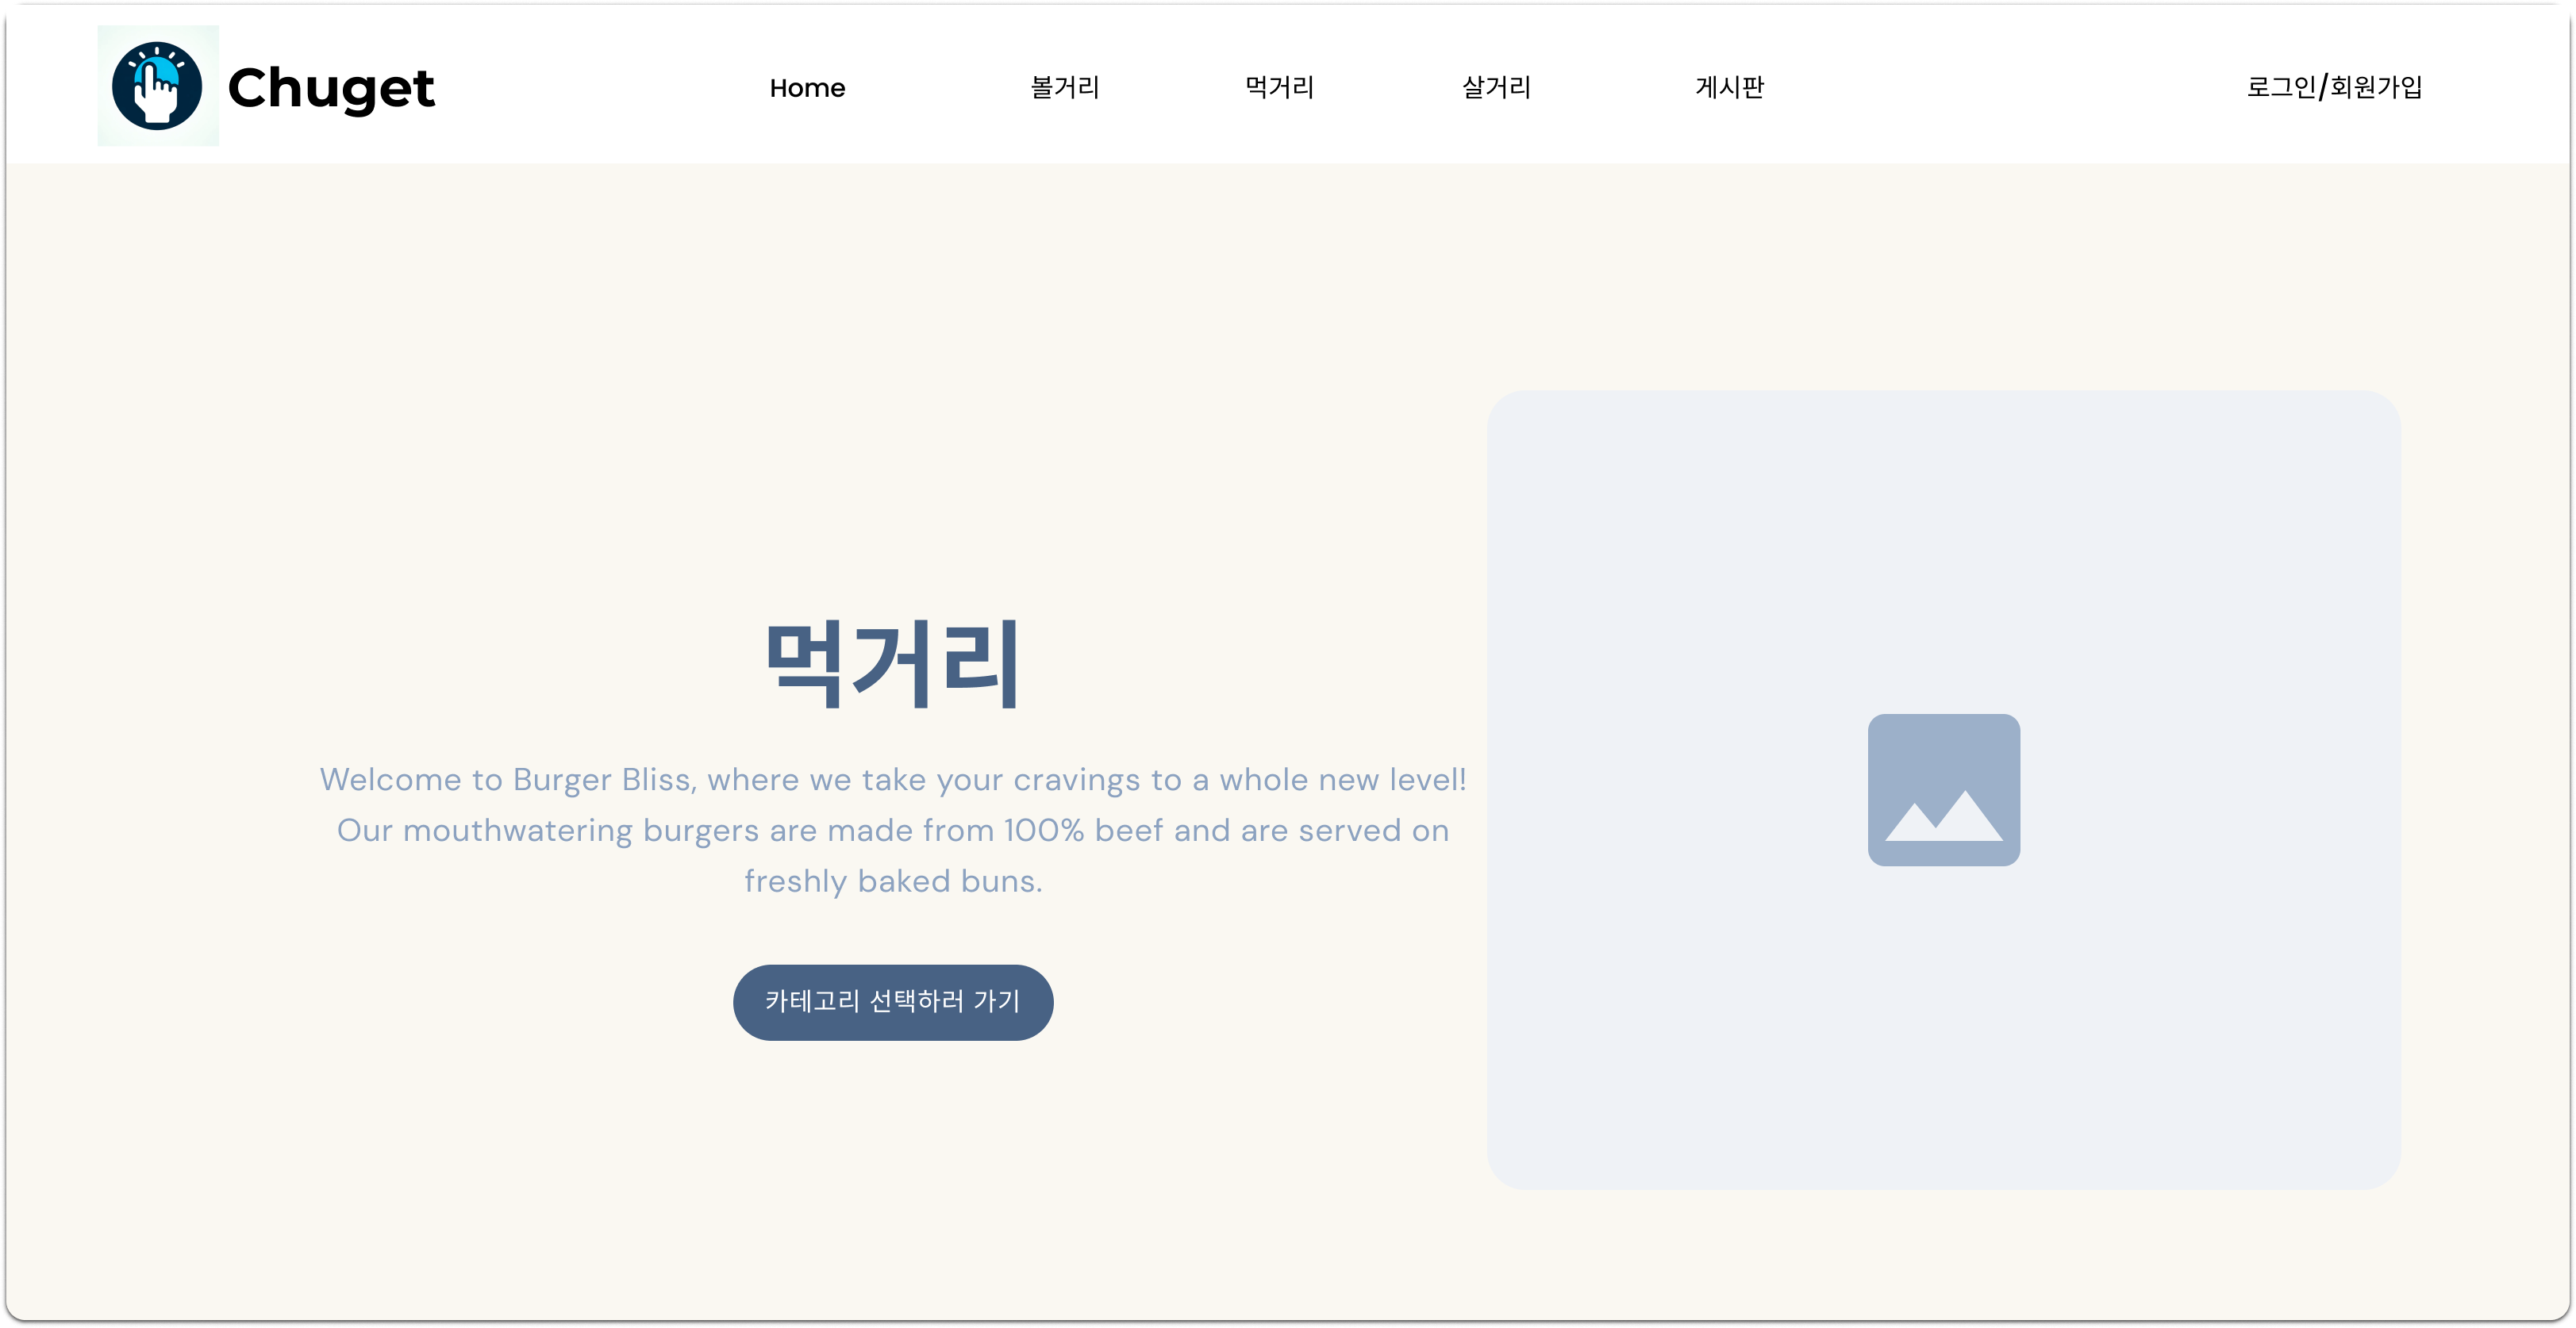 Chuget
Home
볼거리
먹거리
살거리
게시판
로그인/회원가입
먹거리
Welcome to Burger Bliss, where we take your cravings to a whole new level!
Our mouthwatering burgers are made from 100% beef and are served on
freshly baked buns.
카테고리 선택하러 가기